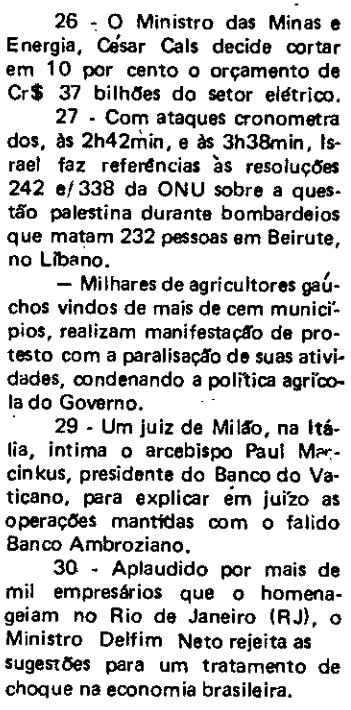 26 - O Ministro das Minas e
Energia, César Cals decide cortar
em 10 por cento o orçamento de
Cr$ 37 bilhões do setor elétrico.
27 - Com ataques cronometra
dos, às 2h42min, e às 3h38min, Is-
rael faz referências às resoluções
242 e/338 da ONU sobre a ques-
tão palestina durante bombardeios
que matam 232 pessoas em Beirute,
no Líbano.
— Milhares de agricultores gaú-
chos vindos de mais de cem municí-
pios, realizam manifestação de pro-
testo com a paralisação de suas ativi-
dades, condenando a política agríco-
la do Governo.
29 - Um juiz de Milão, na Itá-
lia, intima o arcebispo Paul Mar-
cinkus, presidente do Banco do Va-
ticano, para explicar em juízo as
operações mantidas com o falido
Banco Ambroziano.
30 - Aplaudido por mais de
mil empresários que o homena-
geiam no Rio de Janeiro (RJ), o
Ministro Delfim Neto rejeita as
sugestões para um tratamento de
choque na economia brasileira.